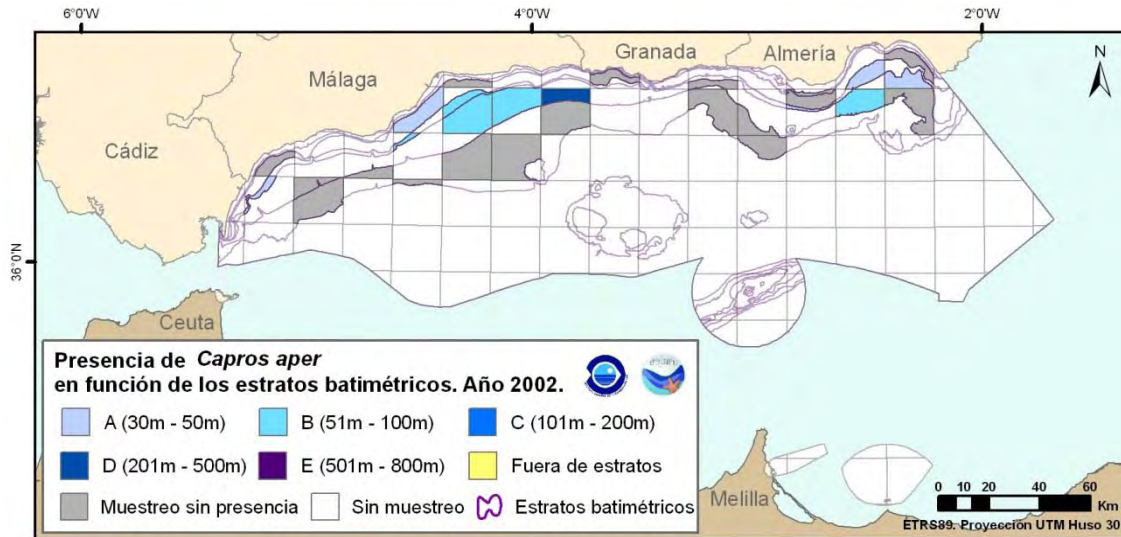 6°0'W 4°0'W 2°0'W
Granada Almería
N
Málaga
Cádiz
36°0'N
Ceuta
Presencia de Capros aper
en función de los estratos batimétricos. Año 2002.
A (30m - 50m) B (51m - 100m) C (101m - 200m)
D (201m - 500m) E (501m - 800m) Fuera de estratos
Muestreo sin presencia Sin muestreo Estratos batimétricos
Melilla
0 10 20 40 60
Km
ETRS89. Proyección UTM Huso 30